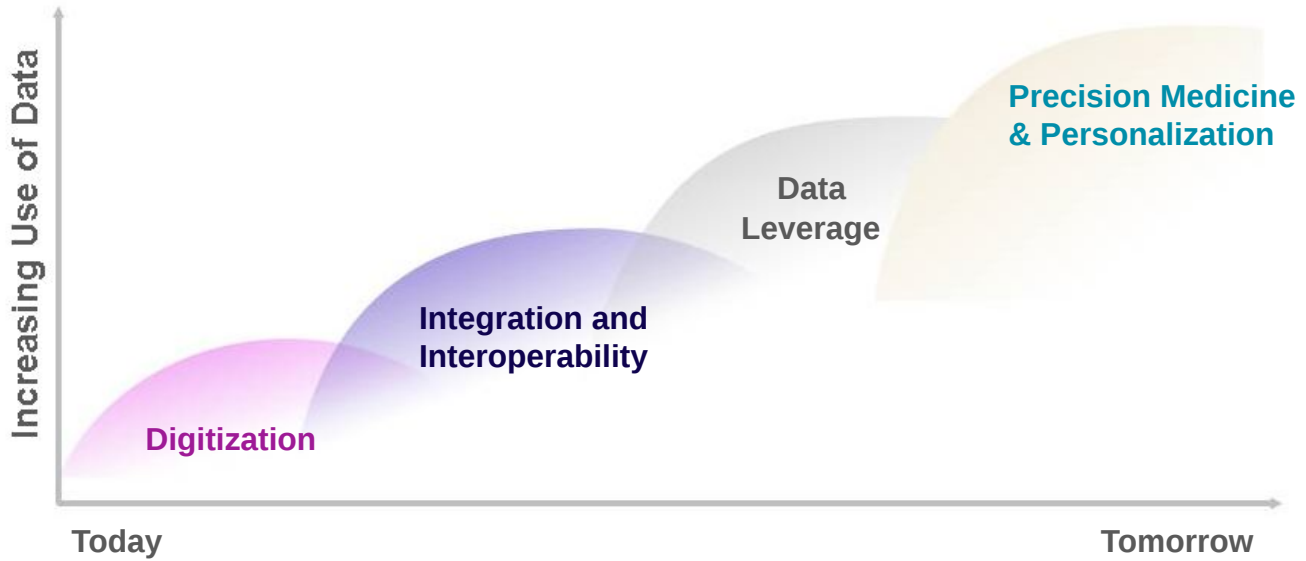 Increasing Use of Data
Precision Medicine
& Personalization
Data
Leverage
Integration and
Interoperability
Digitization
Today
Tomorrow